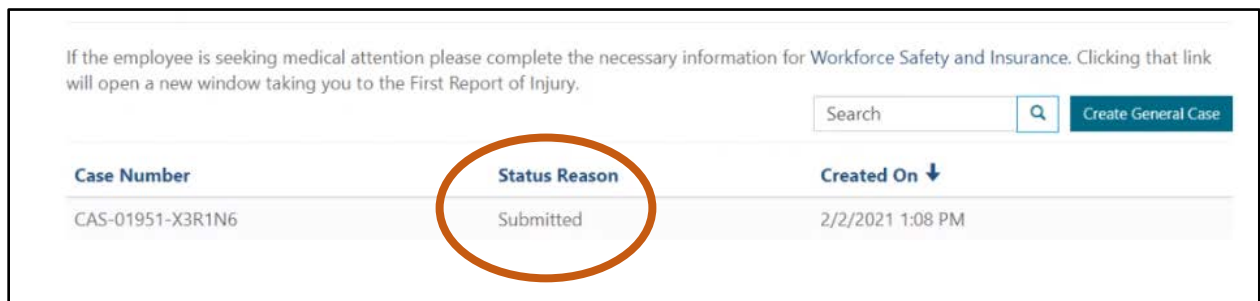 If the employee is seeking medical attention please complete the necessary information for Workforce Safety and Insurance. Clicking that link
will open a new window taking you to the First Report of Injury.
Search Create General Case
Case Number Status Reason Created On
CAS-01951-X3R1N6 Submitted 2/2/2021 1:08 PM